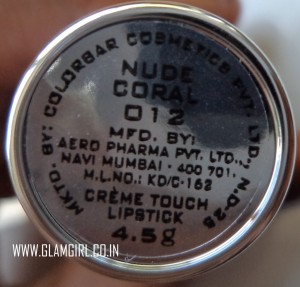 MKTD. BY: COLORBAR COSMETICS PVT. LTD., N.D-28
NUDE
CORAL
012
MFD. BY:
AERO PHARMA PVT. LTD.,
NAVI MUMBAI - 400 701.
M.L.NO.: KD/C-162
CRÈME TOUCH
LIPSTICK
4.5g
WWW.GLAMGIRL.CO.IN